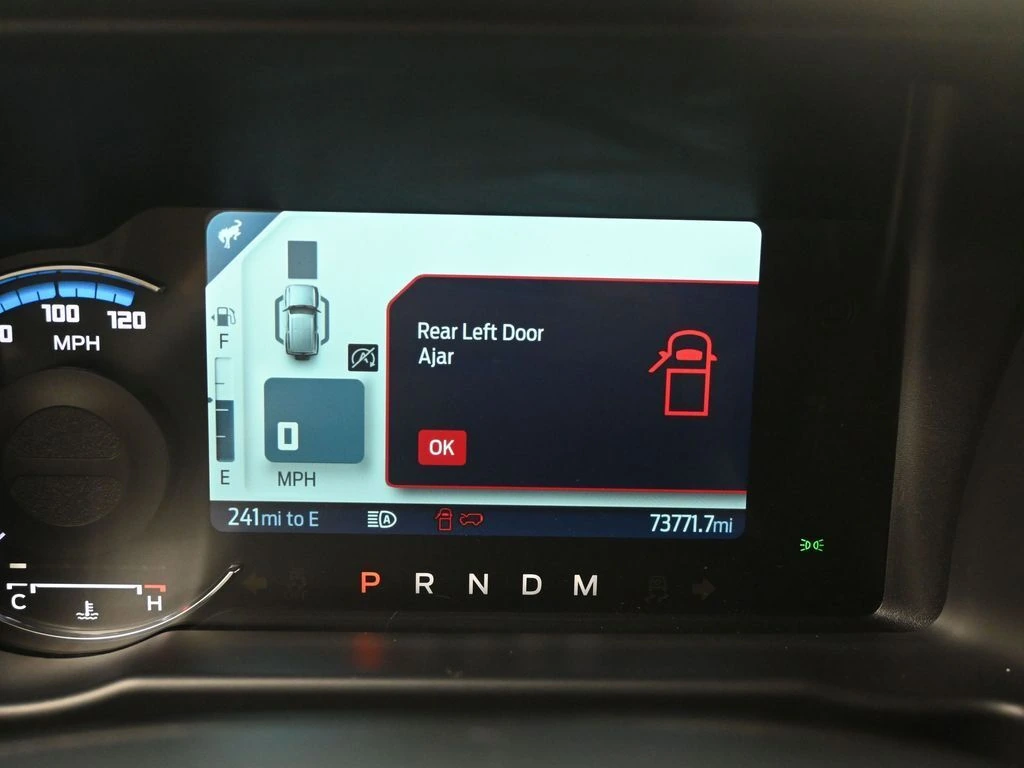 100
120
MPH
F
E
0
MPH
Rear Left Door
Ajar
OK
241mi to E
A
73771.7mi
C
H
P R N D M